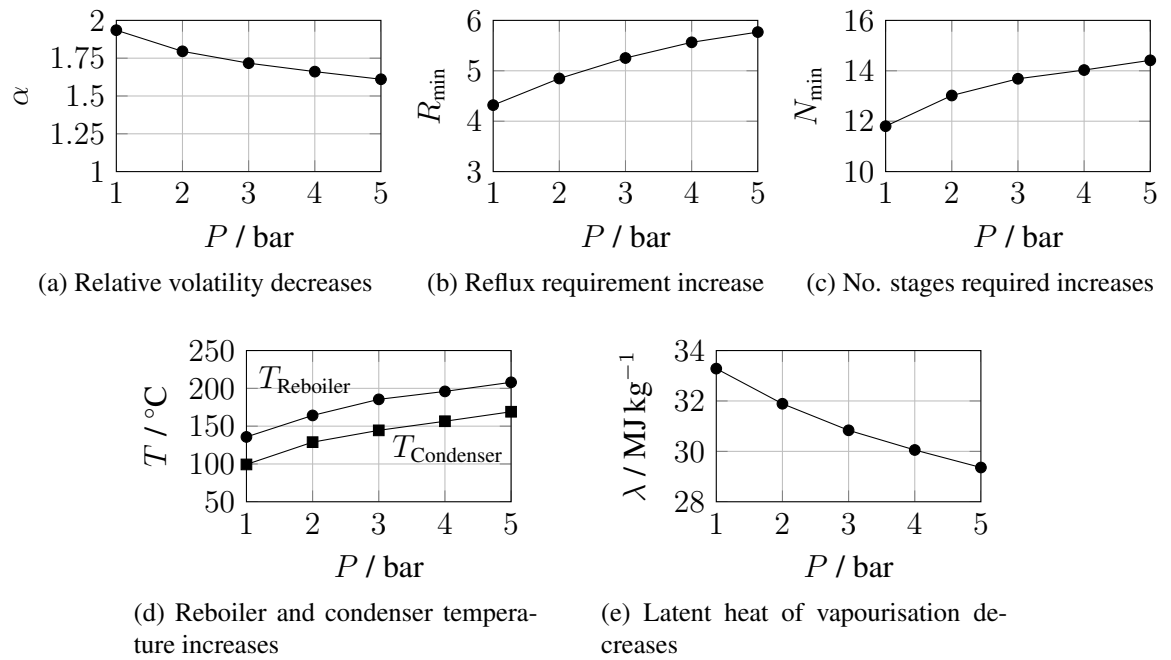 2
1.75
1.5
1.25
1
1 2 3 4 5
α
P / bar
(a) Relative volatility decreases
6
5
4
3
1 2 3 4 5
R_min
P / bar
(b) Reflux requirement increase
16
14
12
10
1 2 3 4 5
N_min
P / bar
(c) No. stages required increases
250
200
150
100
50
1 2 3 4 5
T / °C
T_Reboiler
T_Condenser
P / bar
(d) Reboiler and condenser tempera-
ture increases
34
32
30
28
1 2 3 4 5
λ / MJ kg⁻¹
P / bar
(e) Latent heat of vapourisation de-
creases